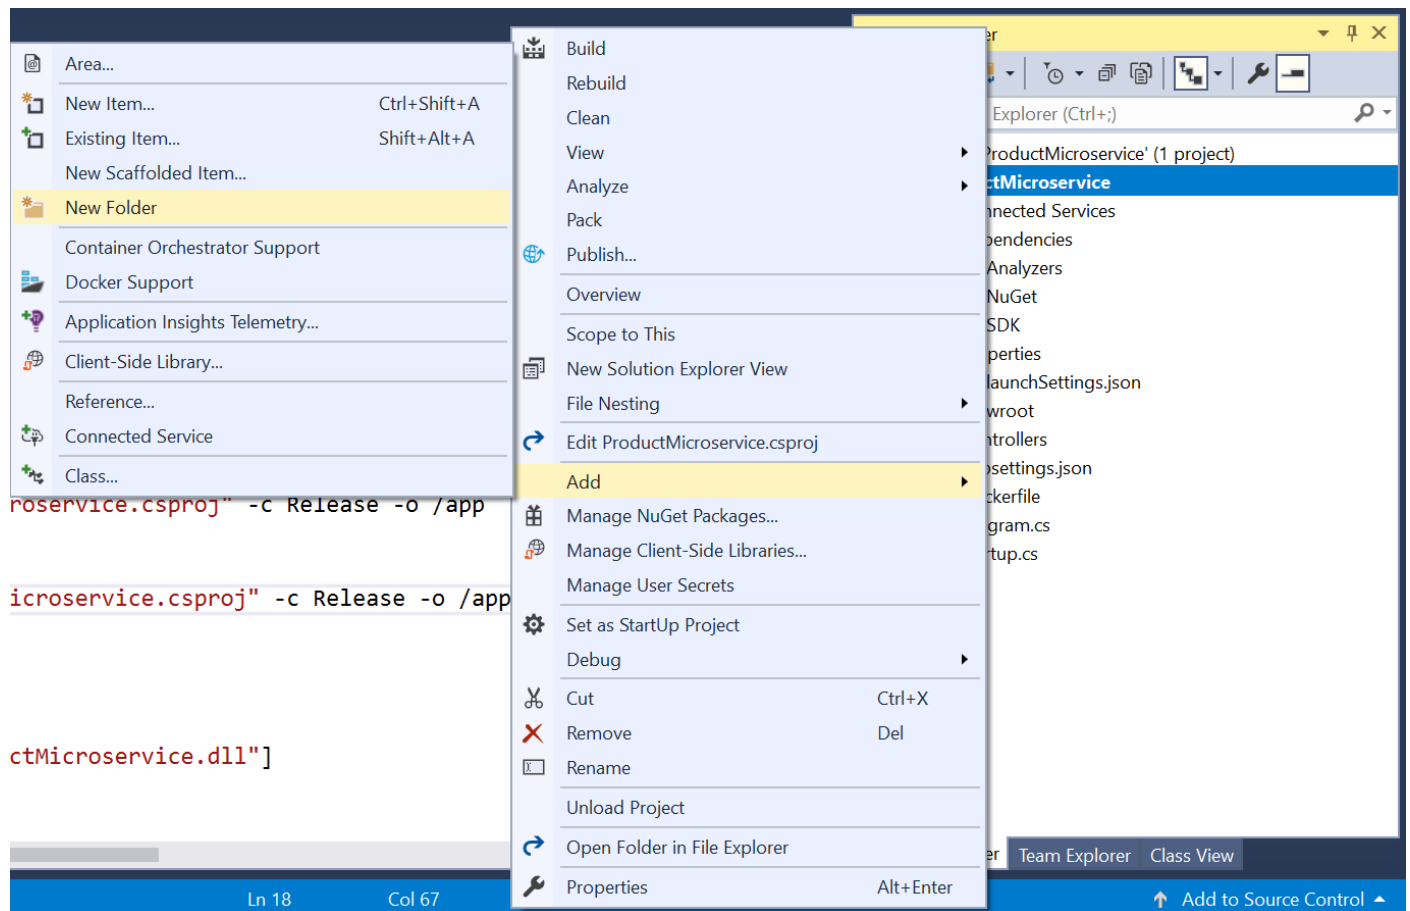 Area...
New Item... Ctrl+Shift+A
Existing Item... Shift+Alt+A
New Scaffolded Item...
New Folder
Container Orchestrator Support
Docker Support
Application Insights Telemetry...
Client-Side Library...
Reference...
Connected Service
Class...
roservice.csproj" -c Release -o /app
icroservice.csproj" -c Release -o /app
ctMicroservice.dll"]
Build
Rebuild
Clean
View
Analyze
Pack
Publish...
Overview
Scope to This
New Solution Explorer View
File Nesting
Edit ProductMicroservice.csproj
Add
Manage NuGet Packages...
Manage Client-Side Libraries...
Manage User Secrets
Set as StartUp Project
Debug
Cut Ctrl+X
Remove Del
Rename
Unload Project
Open Folder in File Explorer
Properties Alt+Enter
er
Explorer (Ctrl+;)
ProductMicroservice' (1 project)
ctMicroservice
nnected Services
pendencies
Analyzers
NuGet
SDK
perties
launchSettings.json
wroot
ntrollers
psettings.json
ckerfile
gram.cs
rtup.cs
er Team Explorer Class View
Ln 18 Col 67 Add to Source Control